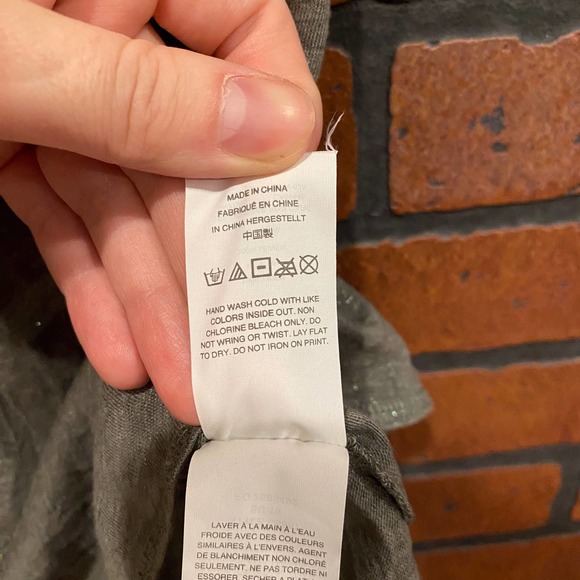 MADE IN CHINA
FABRIQUÉ EN CHINE
IN CHINA HERGESTELLT
中国製
HAND WASH COLD WITH LIKE
COLORS INSIDE OUT. NON
CHLORINE BLEACH ONLY. DO
NOT WRING OR TWIST. LAY FLAT
TO DRY. DO NOT IRON ON PRINT.
LAVER À LA MAIN À L'EAU
FROIDE AVEC DES COULEURS
SIMILAIRES À L'ENVERS. AGENT
DE BLANCHIMENT NON CHLORÉ
SEULEMENT. NE PAS TORDRE NI
ESSORER. SÉCHER À PLAT